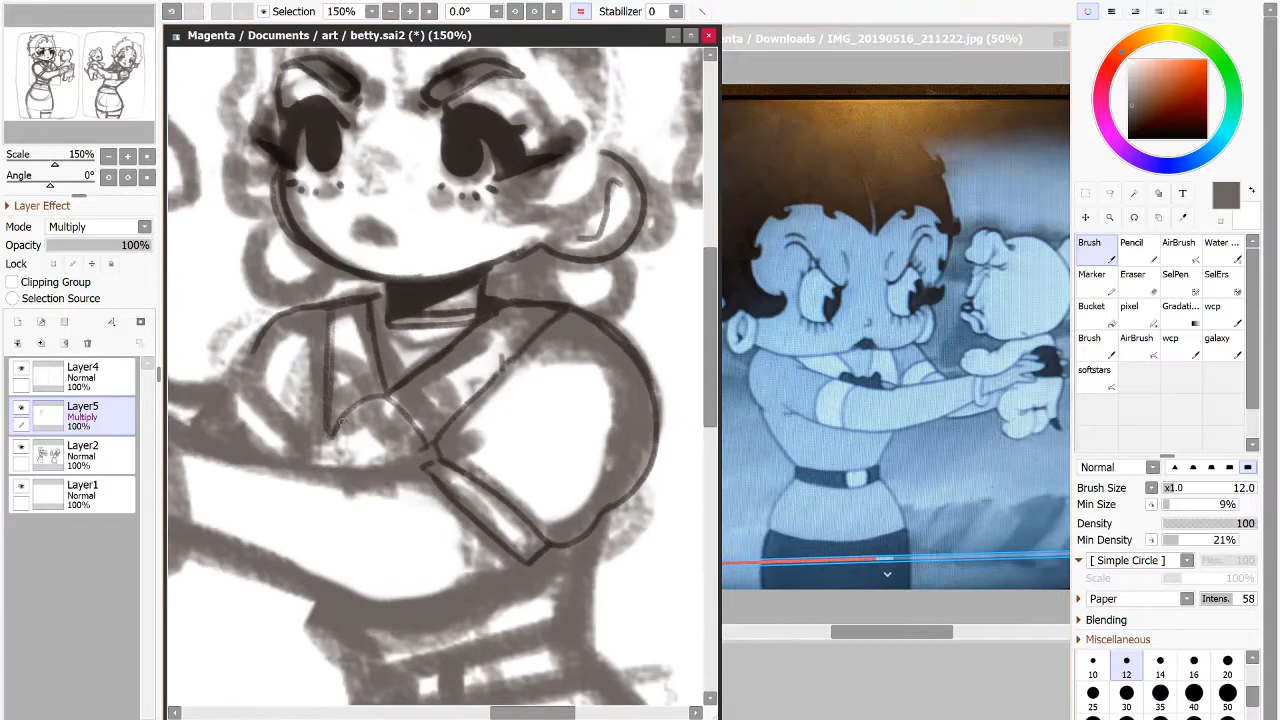 Selection 150% 0.0° Stabilizer 0
Magenta / Documents / art / betty.sai2 (*) (150%)
/ Downloads / IMG_20190516_211222.jpg (50%)
Scale 150%
Angle 0°
Layer Effect
Mode Multiply
Opacity 100%
Lock
Clipping Group
Selection Source
Layer4
Normal
100%
Layer5
Multiply
100%
Layer2
Normal
100%
Layer1
Normal
100%
T
Brush Pencil AirBrush Water ...
Marker Eraser SelPen SelErs
Bucket pixel Gradati... wcp
Brush AirBrush wcp galaxy
softstars
Normal
Brush Size x1.0 12.0
Min Size 9%
Density 100
Min Density 21%
[ Simple Circle ] 100%
Scale 100%
Paper Intens. 58
Blending
Miscellaneous
10 12 14 16 20
25 30 35 40 50